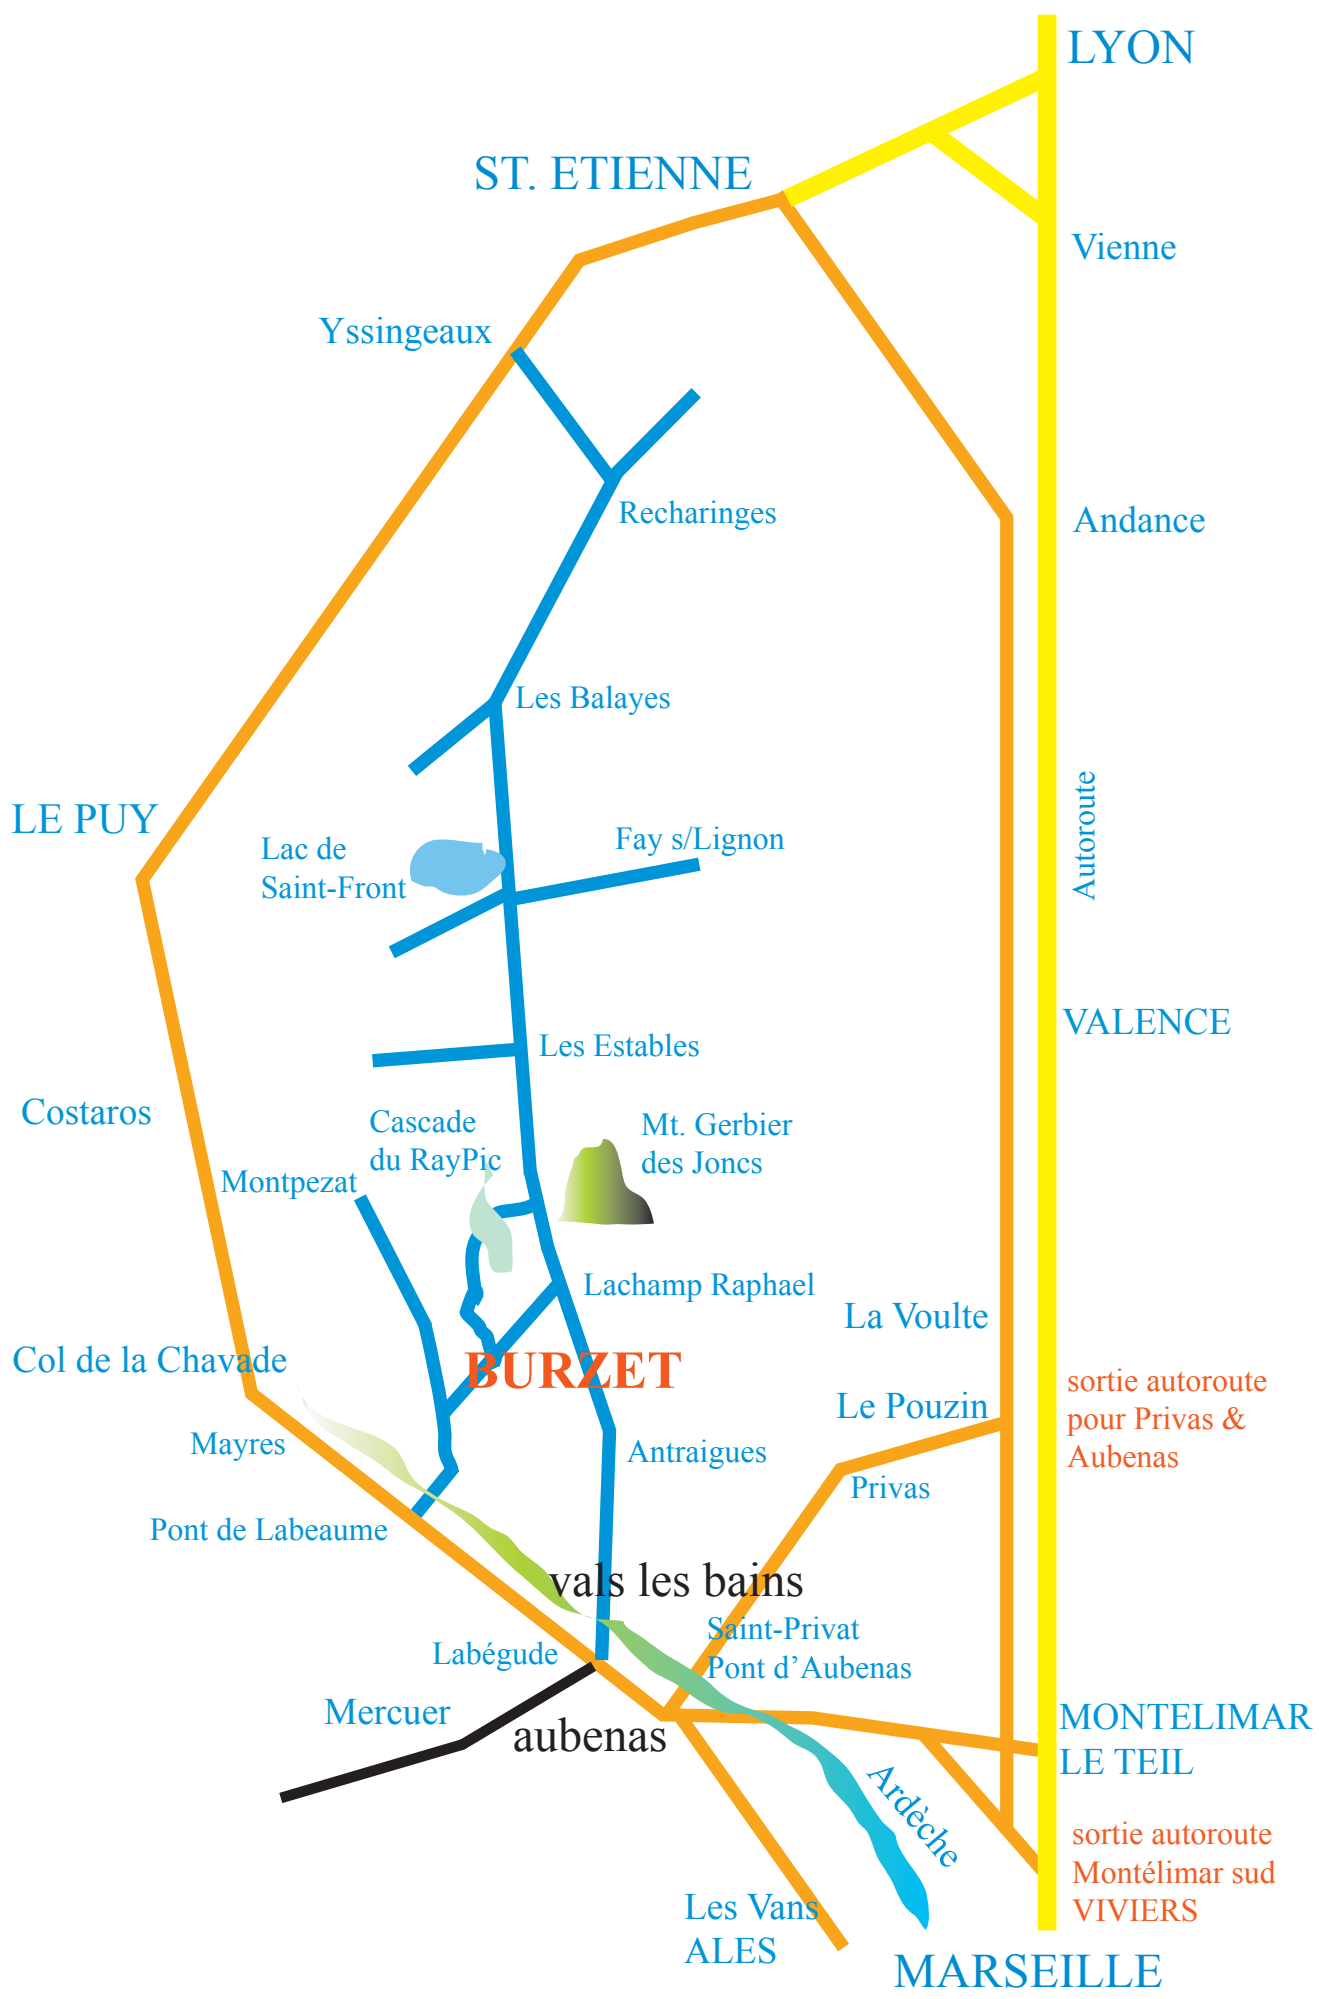 LYON
ST. ETIENNE
Vienne
Yssingeaux
Recharinges
Andance
Les Balayes
LE PUY
Lac de
Saint-Front
Fay s/Lignon
Autoroute
VALENCE
Les Estables
Costaros
Cascade
du RayPic
Mt. Gerbier
des Joncs
Montpezat
Lachamp Raphael
La Voulte
Col de la Chavade
BURZET
sortie autoroute
pour Privas &
Aubenas
Le Pouzin
Mayres
Antraigues
Privas
Pont de Labeaume
vals les bains
Saint-Privat
Pont d’Aubenas
Labégude
Mercuer
aubenas
MONTELIMAR
LE TEIL
Ardèche
sortie autoroute
Montélimar sud
VIVIERS
Les Vans
ALES
MARSEILLE